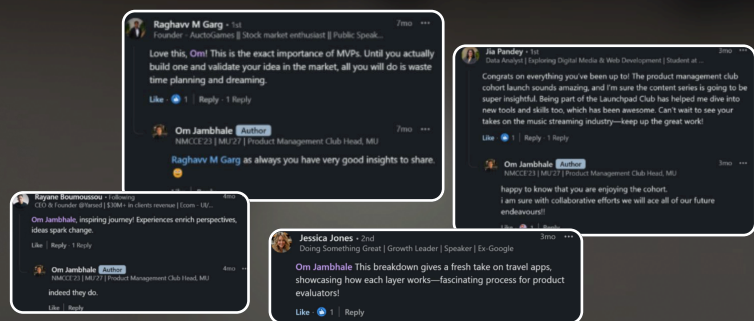 Raghavv M Garg • 1st
7mo •••
Founder - AuctoGames || Stock market enthusiast || Public Speak...
Love this, Om! This is the exact importance of MVPs. Until you actually
build one and validate your idea in the market, all you will do is waste
time planning and dreaming.
Like · 1 | Reply · 1 Reply
Om Jambhale Author
7mo •••
NMCCE'23 | MU'27 | Product Management Club Head, MU
Raghavv M Garg as always you have very good insights to share.
Jia Pandey • 1st
3mo •••
Data Analyst | Exploring Digital Media & Web Development | Student at ...
Congrats on everything you've been up to! The product management club
cohort launch sounds amazing, and I'm sure the content series is going to be
super insightful. Being part of the Launchpad Club has helped me dive into
new tools and skills too, which has been awesome. Can't wait to see your
takes on the music streaming industry—keep up the great work!
Like · 1 | Reply · 1 Reply
Om Jambhale Author
3mo •••
NMCCE'23 | MU'27 | Product Management Club Head, MU
happy to know that you are enjoying the cohort.
i am sure with collaborative efforts we will ace all of our future
endeavours!!
Rayane Boumoussou • Following
4mo
CEO & Founder @Yarsed | $30M+ in clients revenue | Ecom - UI/...
Om Jambhale, inspiring journey! Experiences enrich perspectives,
ideas spark change.
Like | Reply · 1 Reply
Om Jambhale Author
4mo
NMCCE'23 | MU'27 | Product Management Club Head, MU
indeed they do.
Like | Reply
Jessica Jones • 2nd
3mo •••
Doing Something Great | Growth Leader | Speaker | Ex-Google
Om Jambhale This breakdown gives a fresh take on travel apps,
showcasing how each layer works—fascinating process for product
evaluators!
Like · 1 | Reply